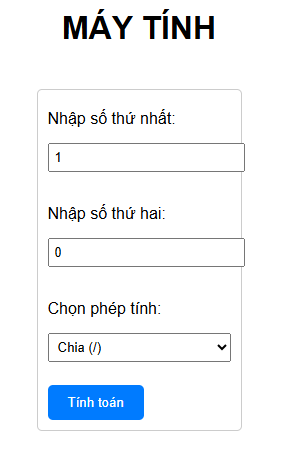 MÁY TÍNH
Nhập số thứ nhất:
1
Nhập số thứ hai:
0
Chọn phép tính:
Chia (/)
Tính toán